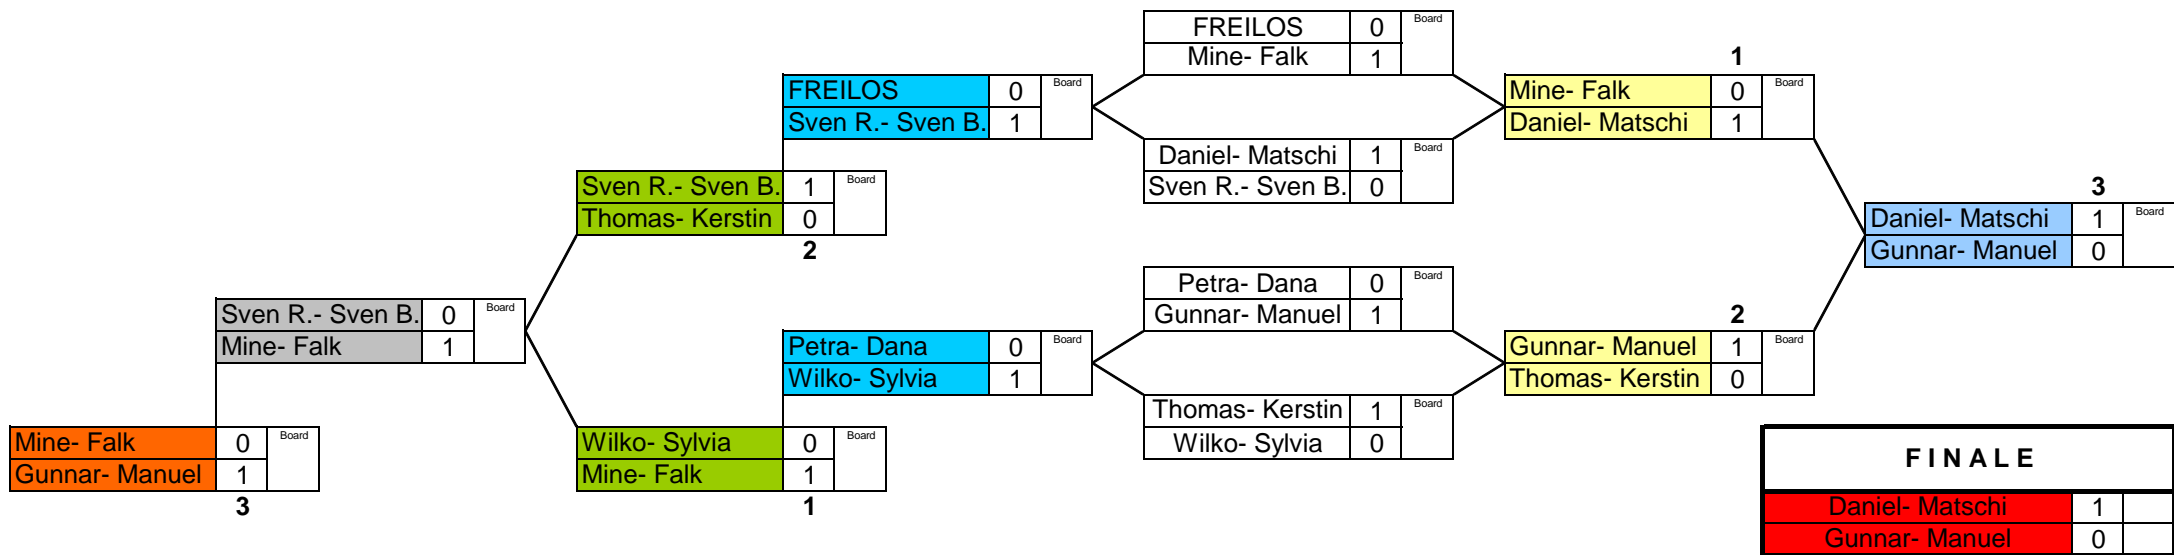 FREILOS 0 Board
Mine- Falk 1
1
FREILOS 0 Board
Sven R.- Sven B. 1
Mine- Falk 0 Board
Daniel- Matschi 1
Daniel- Matschi 1 Board
Sven R.- Sven B. 0
Sven R.- Sven B. 1 Board
Thomas- Kerstin 0
2
3
Daniel- Matschi 1 Board
Gunnar- Manuel 0
Petra- Dana 0 Board
Gunnar- Manuel 1
Sven R.- Sven B. 0 Board
Mine- Falk 1
2
Petra- Dana 0 Board
Wilko- Sylvia 1
Gunnar- Manuel 1 Board
Thomas- Kerstin 0
Thomas- Kerstin 1 Board
Wilko- Sylvia 0
Mine- Falk 0 Board
Gunnar- Manuel 1
3
Wilko- Sylvia 0 Board
Mine- Falk 1
1
FINALE
Daniel- Matschi 1
Gunnar- Manuel 0